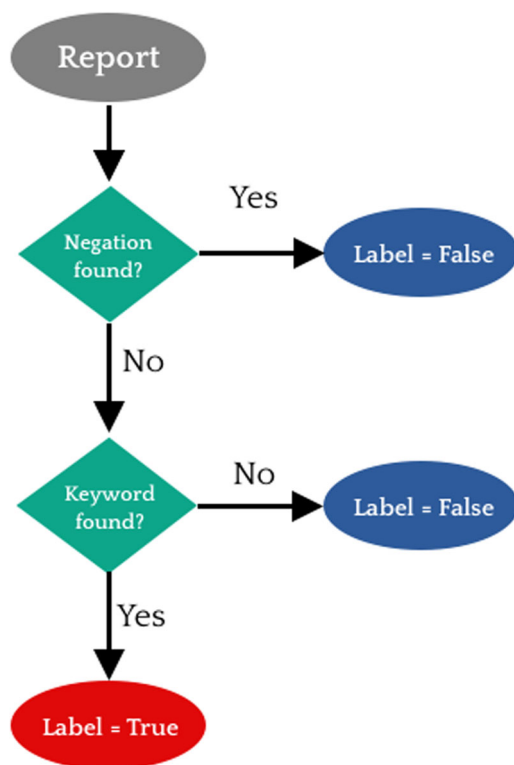 Report
Yes
Negation
found?
Label = False
No
No
Keyword
found?
Label = False
Yes
Label = True